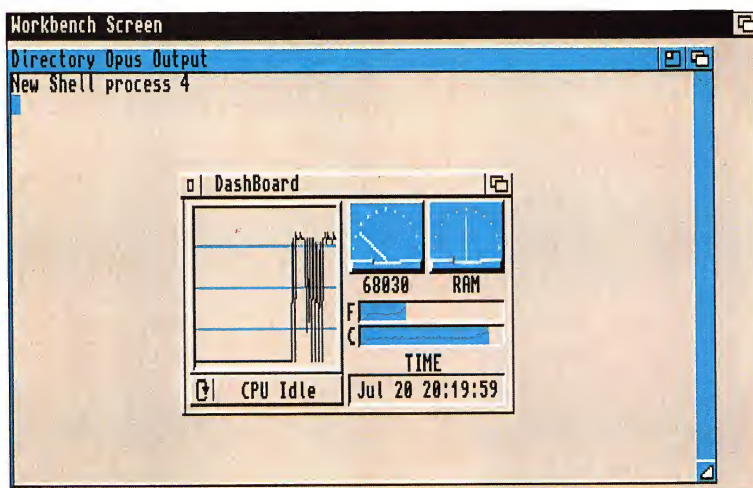 Workbench Screen
Directory Opus Output
New Shell process 4
DashBoard
68030 RAM
F
C
TIME
CPU Idle
Jul 20 20:19:59